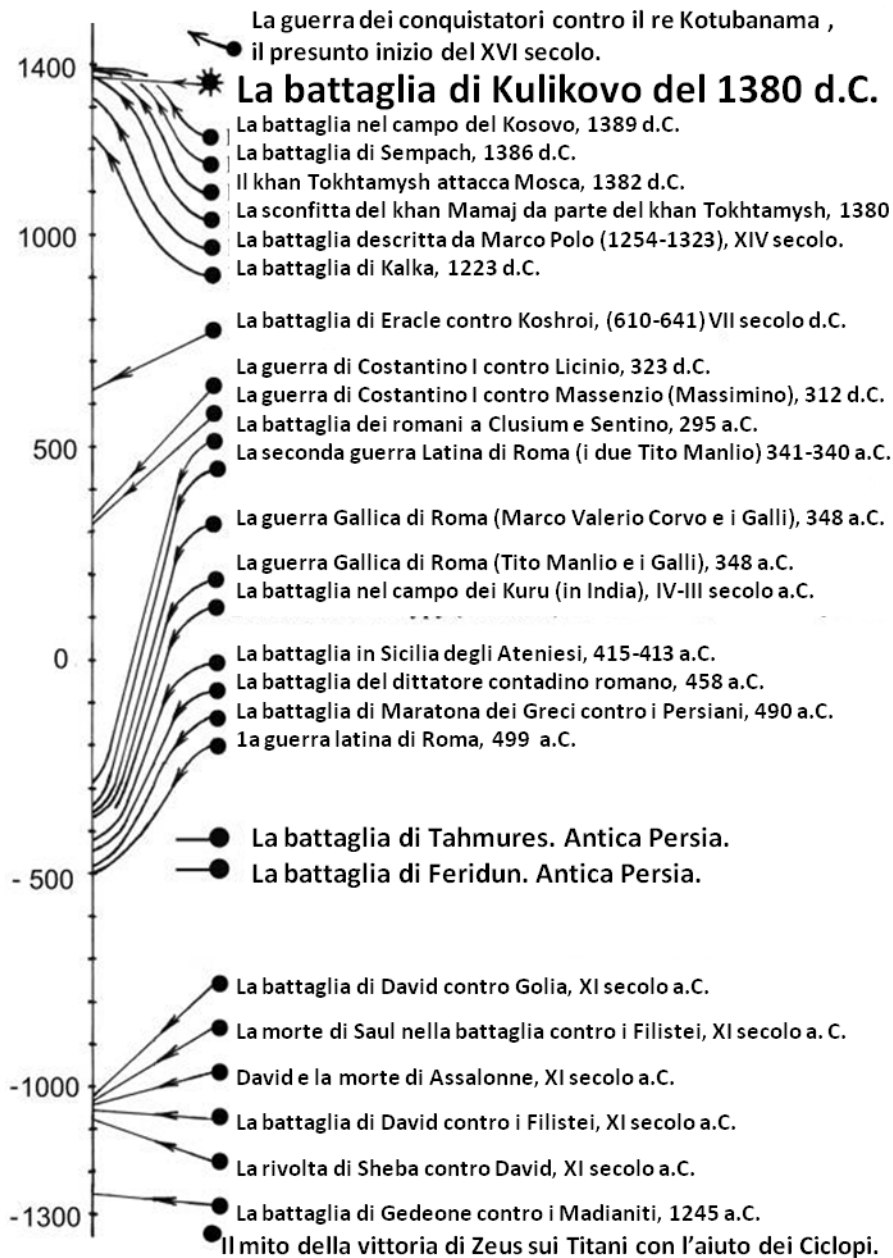 La guerra dei conquistatori contro il re Kotubanama ,
il presunto inizio del XVI secolo.
1400
La battaglia di Kulikovo del 1380 d.C.
La battaglia nel campo del Kosovo, 1389 d.C.
La battaglia di Sempach, 1386 d.C.
Il khan Tokhtamysh attacca Mosca, 1382 d.C.
La sconfitta del khan Mamaj da parte del khan Tokhtamysh, 1380
1000
La battaglia descritta da Marco Polo (1254-1323), XIV secolo.
La battaglia di Kalka, 1223 d.C.
La battaglia di Eracle contro Koshroi, (610-641) VII secolo d.C.
La guerra di Costantino I contro Licinio, 323 d.C.
La guerra di Costantino I contro Massenzio (Massimino), 312 d.C.
La battaglia dei romani a Clusium e Sentino, 295 a.C.
500
La seconda guerra Latina di Roma (i due Tito Manlio) 341-340 a.C.
La guerra Gallica di Roma (Marco Valerio Corvo e i Galli), 348 a.C.
La guerra Gallica di Roma (Tito Manlio e i Galli), 348 a.C.
La battaglia nel campo dei Kuru (in India), IV-III secolo a.C.
0
La battaglia in Sicilia degli Ateniesi, 415-413 a.C.
La battaglia del dittatore contadino romano, 458 a.C.
La battaglia di Maratona dei Greci contro i Persiani, 490 a.C.
1a guerra latina di Roma, 499 a.C.
La battaglia di Tahmures. Antica Persia.
- 500
La battaglia di Feridun. Antica Persia.
La battaglia di David contro Golia, XI secolo a.C.
La morte di Saul nella battaglia contro i Filistei, XI secolo a. C.
-1000
David e la morte di Assalonne, XI secolo a.C.
La battaglia di David contro i Filistei, XI secolo a.C.
La rivolta di Sheba contro David, XI secolo a.C.
-1300
La battaglia di Gedeone contro i Madianiti, 1245 a.C.
Il mito della vittoria di Zeus sui Titani con l'aiuto dei Ciclopi.